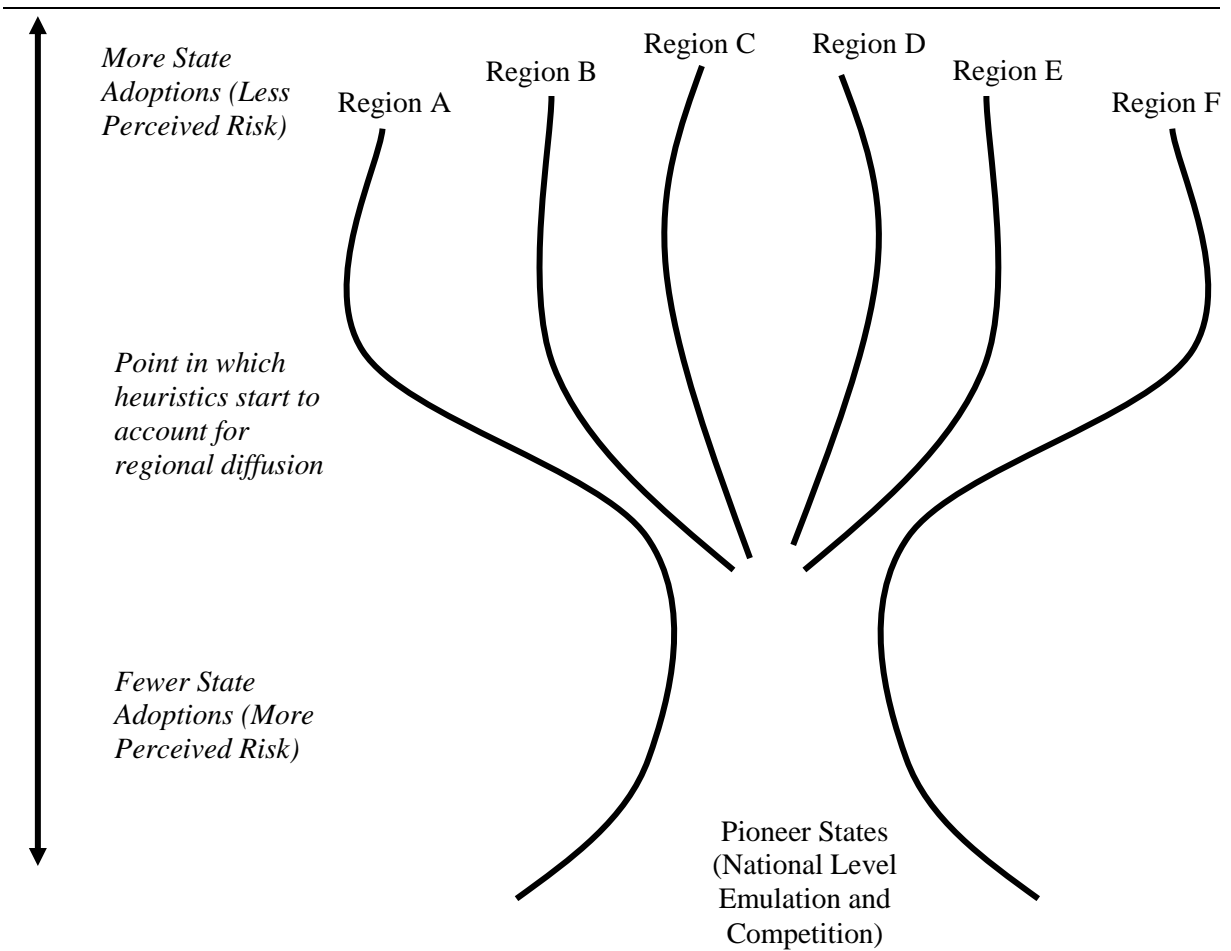 More State
Adoptions (Less
Perceived Risk)
Region A
Region B
Region C
Region D
Region E
Region F
Point in which
heuristics start to
account for
regional diffusion
Fewer State
Adoptions (More
Perceived Risk)
Pioneer States
(National Level
Emulation and
Competition)